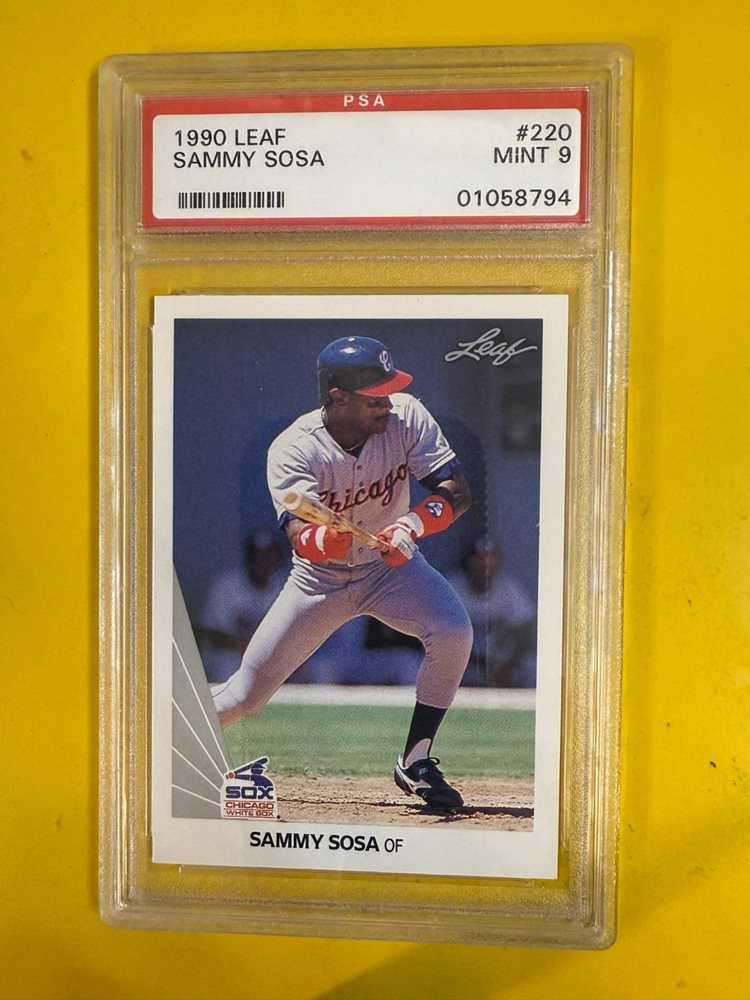 PSA
1990 LEAF #220
SAMMY SOSA MINT 9
01058794
Leaf
C
Chicago
SOX
CHICAGO
WHITE SOX
SAMMY SOSA OF